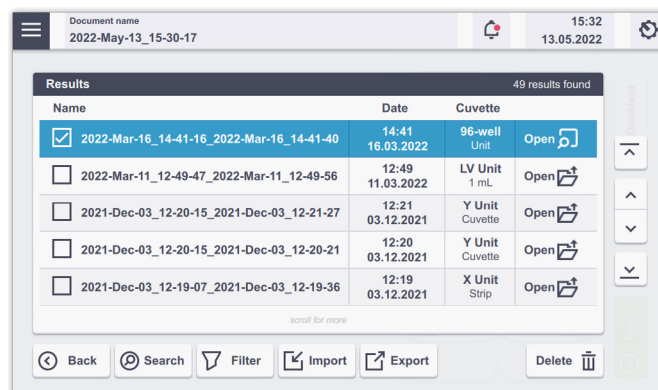 Document name
2022-May-13_15-30-17
15:32
13.05.2022
Results
49 results found
Name
Date
Cuvette
2022-Mar-16_14-41-16_2022-Mar-16_14-41-40
14:41
16.03.2022
96-well
Unit
Open
2022-Mar-11_12-49-47_2022-Mar-11_12-49-56
12:49
11.03.2022
LV Unit
1 mL
Open
2021-Dec-03_12-20-15_2021-Dec-03_12-21-27
12:21
03.12.2021
Y Unit
Cuvette
Open
2021-Dec-03_12-20-15_2021-Dec-03_12-20-21
12:20
03.12.2021
Y Unit
Cuvette
Open
2021-Dec-03_12-19-07_2021-Dec-03_12-19-36
12:19
03.12.2021
X Unit
Strip
Open
scroll for more
Deselect
Next
Back
Search
Filter
Import
Export
Delete